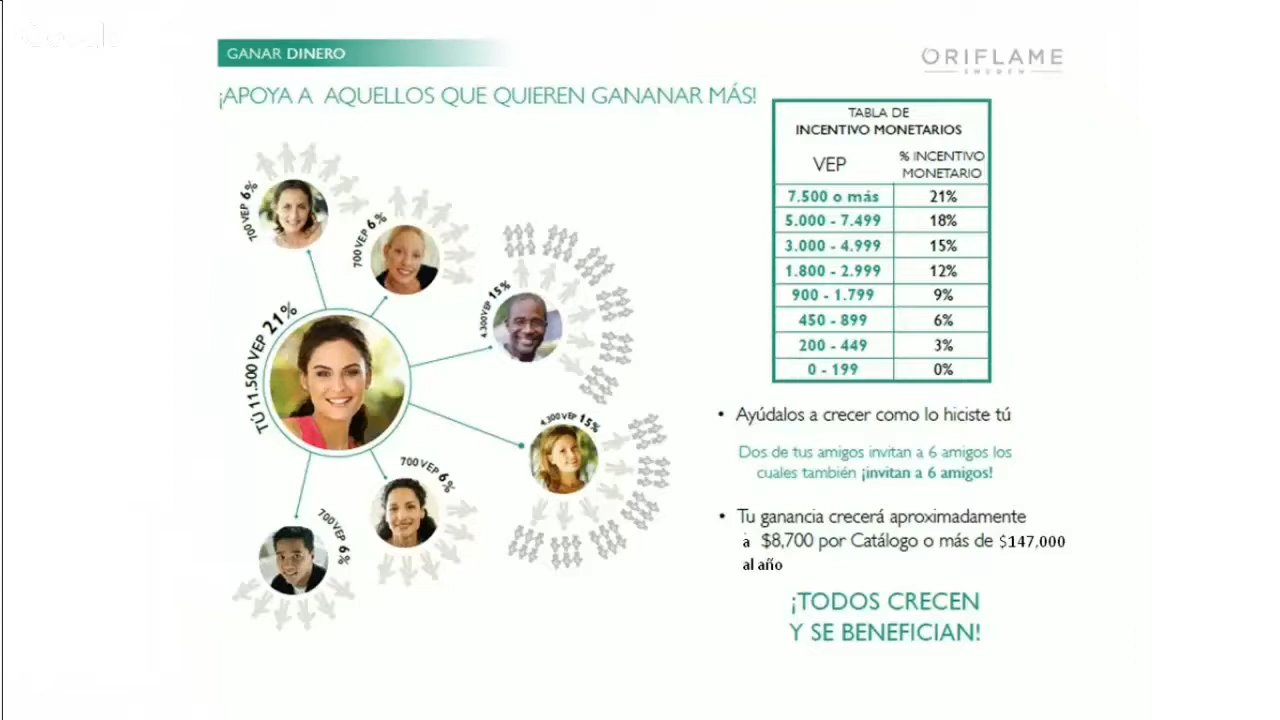 GANAR DINERO
ORIFLAME
SWEDEN
¡APOYA A AQUELLOS QUE QUIEREN GANANAR MÁS!
TABLA DE
INCENTIVO MONETARIOS
VEP
% INCENTIVO
MONETARIO
7.500 o más 21%
5.000 - 7.499 18%
3.000 - 4.999 15%
1.800 - 2.999 12%
900 - 1.799 9%
450 - 899 6%
200 - 449 3%
0 - 199 0%
700 VEP 6%
700 VEP 6%
4.300 VEP 15%
TÚ 11.500 VEP 21%
4.300 VEP 15%
700 VEP 6%
700 VEP 6%
• Ayúdalos a crecer como lo hiciste tú
Dos de tus amigos invitan a 6 amigos los
cuales también ¡invitan a 6 amigos!
• Tu ganancia crecerá aproximadamente
a $8,700 por Catálogo o más de $147,000
al año
¡TODOS CRECEN
Y SE BENEFICIAN!